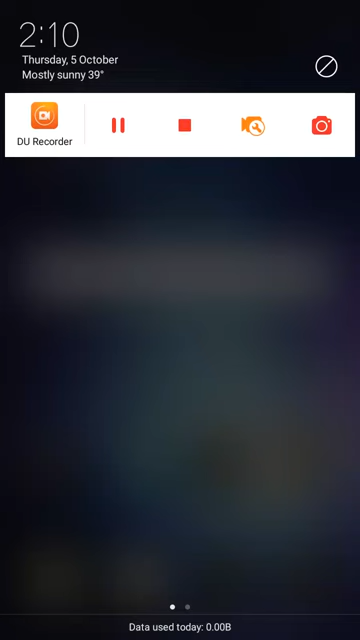 2:10
Thursday, 5 October
Mostly sunny 39°
DU Recorder
Data used today: 0.00B